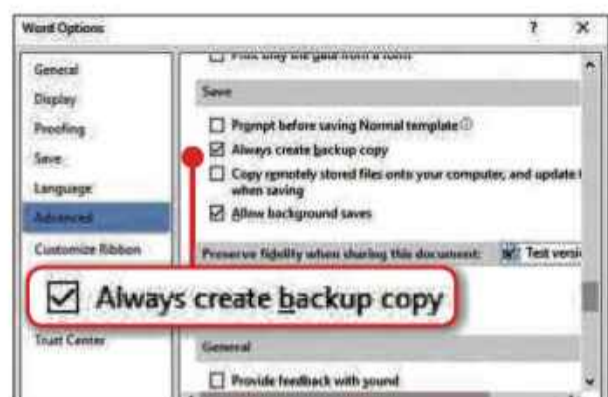 Word Options ? ×
General
Display
Proofing
Save
Language
Advanced
Customize Ribbon
Trust Center
Print only the data from a form
Save
Prompt before saving Normal template
Always create backup copy
Copy remotely stored files onto your computer, and update
when saving
Allow background saves
Preserve fidelity when sharing this document: Test versi
Always create backup copy
General
Provide feedback with sound